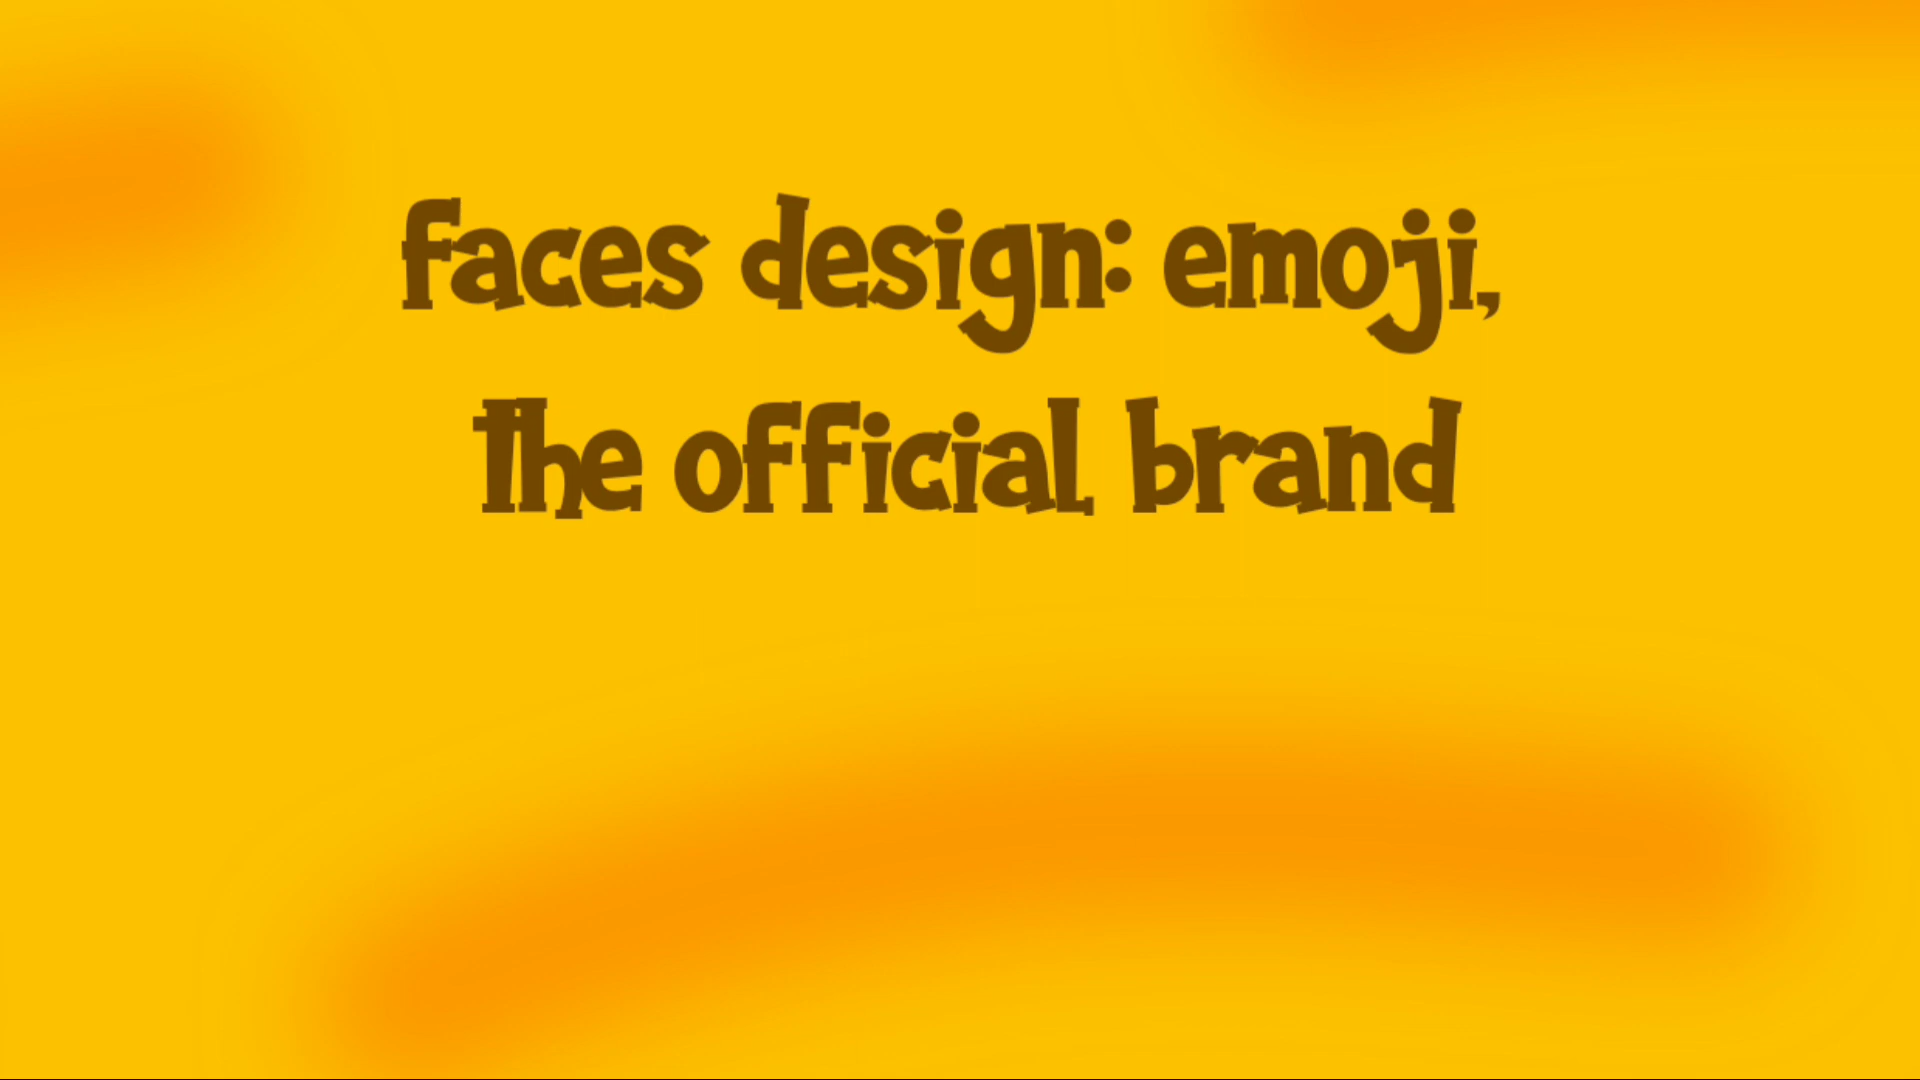 faces design: emoji,
the official brand